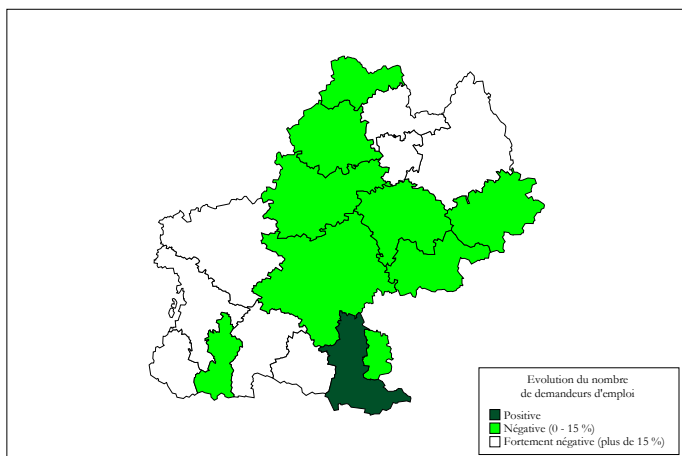 Evolution du nombre
de demandeurs d'emploi
Positive
Négative (0 - 15 %)
Fortement négative (plus de 15 %)